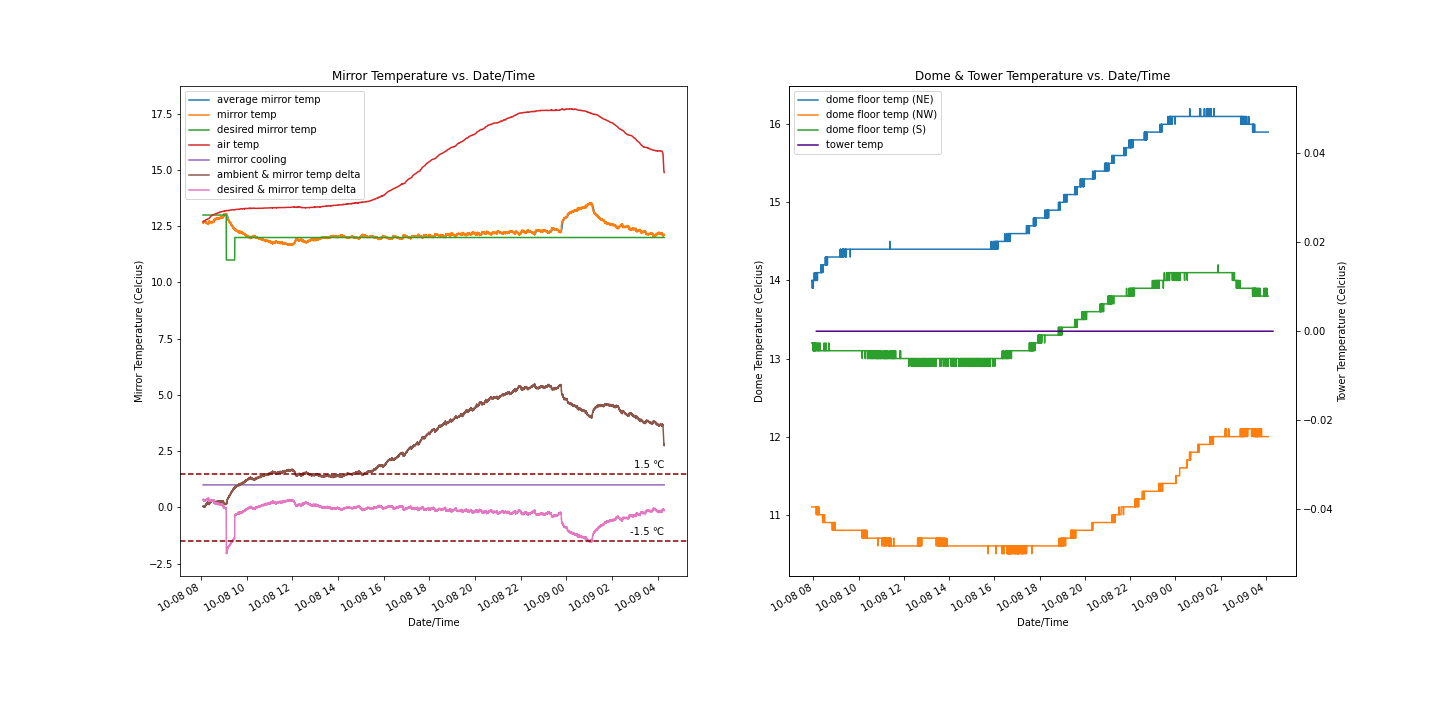 Mirror Temperature vs. Date/Time
average mirror temp
mirror temp
desired mirror temp
air temp
mirror cooling
ambient & mirror temp delta
desired & mirror temp delta
17.5
15.0
12.5
10.0
7.5
5.0
2.5
0.0
−2.5
Mirror Temperature (Celcius)
1.5 °C
-1.5 °C
10-08 08
10-08 10
10-08 12
10-08 14
10-08 16
10-08 18
10-08 20
10-08 22
10-09 00
10-09 02
10-09 04
Date/Time
Dome & Tower Temperature vs. Date/Time
dome floor temp (NE)
dome floor temp (NW)
dome floor temp (S)
tower temp
16
15
14
13
12
11
Dome Temperature (Celcius)
0.04
0.02
0.00
−0.02
−0.04
Tower Temperature (Celcius)
10-08 08
10-08 10
10-08 12
10-08 14
10-08 16
10-08 18
10-08 20
10-08 22
10-09 00
10-09 02
10-09 04
Date/Time